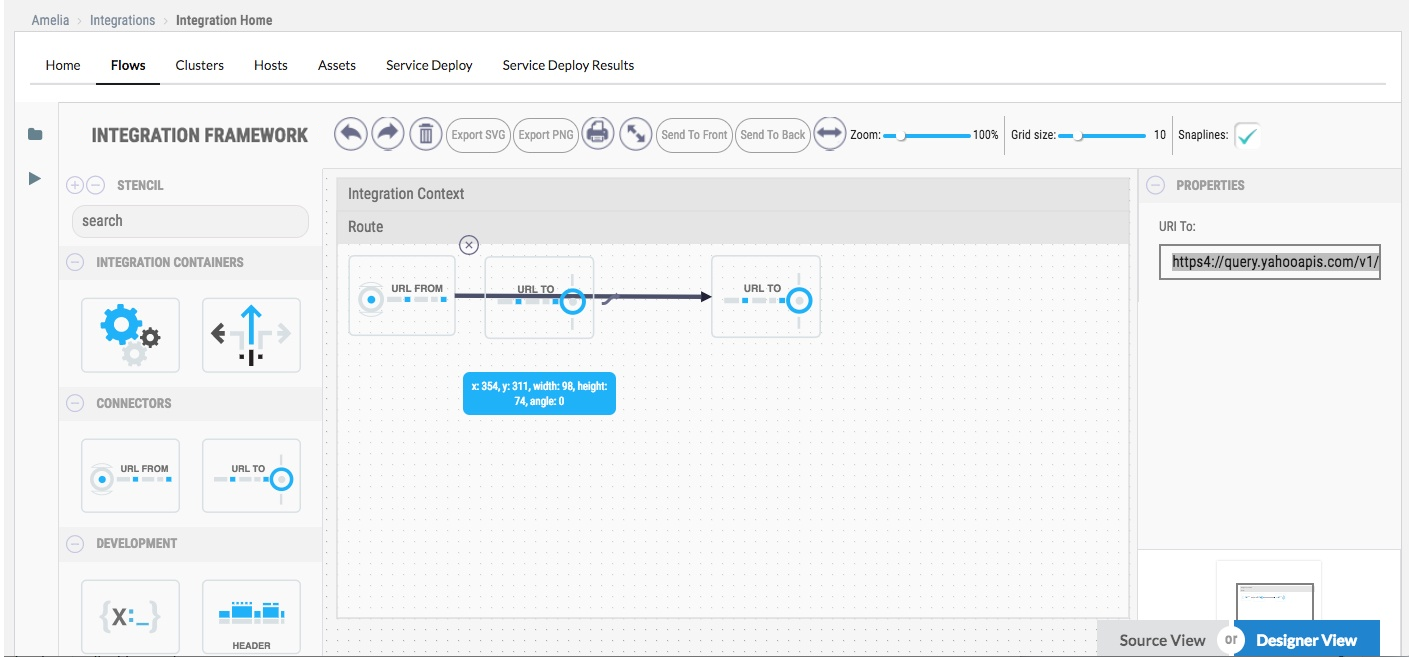 Amelia › Integrations › Integration Home
Home Flows Clusters Hosts Assets Service Deploy Service Deploy Results
INTEGRATION FRAMEWORK Export SVG Export PNG Send To Front Send To Back Zoom: 100% Grid size: 10 Snaplines:
STENCIL
search
INTEGRATION CONTAINERS
CONNECTORS
URL FROM URL TO
DEVELOPMENT
{X:_}
HEADER
Integration Context
Route
URL FROM URL TO URL TO
x: 354, y: 311, width: 98, height:
74, angle: 0
PROPERTIES
URI To:
https4://query.yahooapis.com/v1/
Source View or Designer View